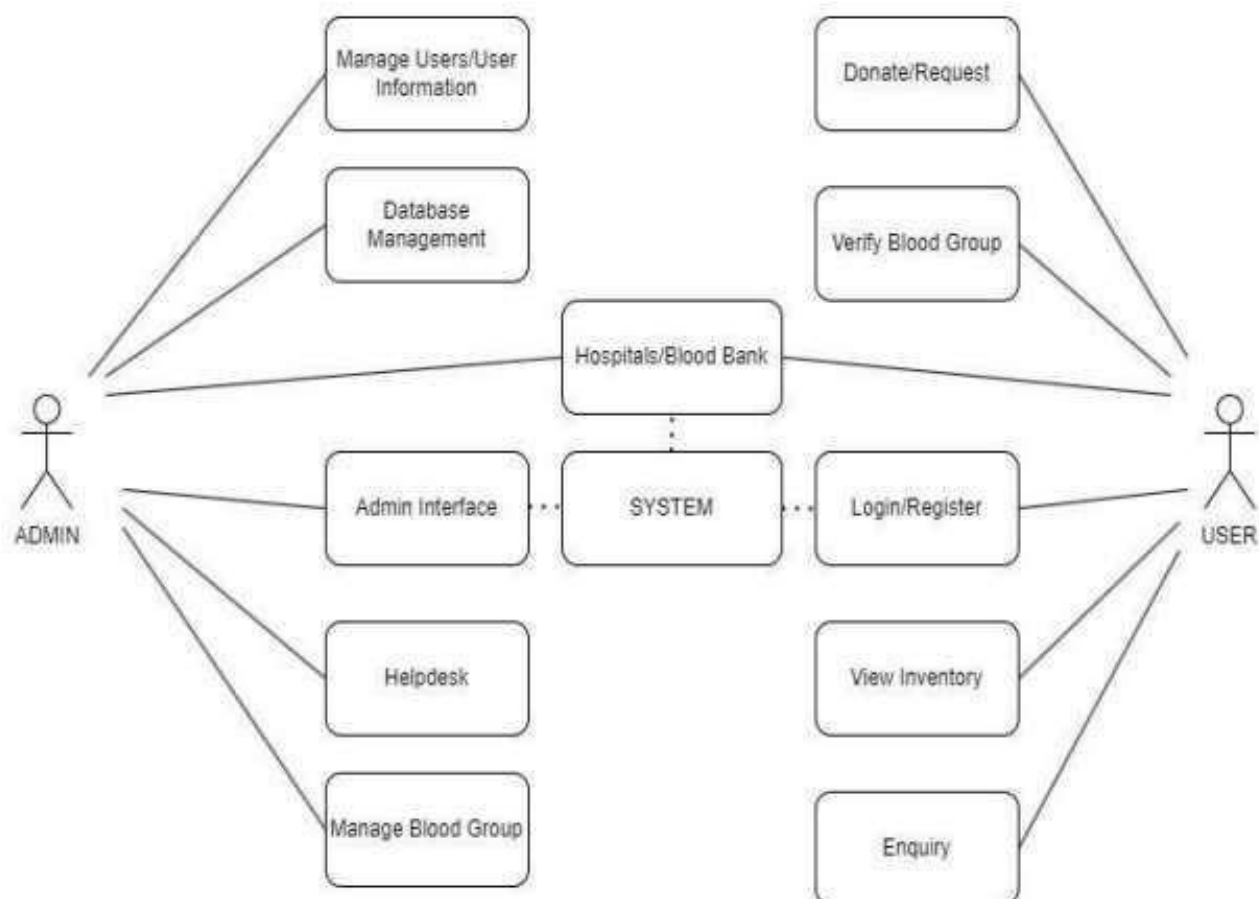 Manage Users/User
Information
Donate/Request
Database
Management
Verify Blood Group
Hospitals/Blood Bank
Admin Interface
SYSTEM
Login/Register
ADMIN
USER
Helpdesk
View Inventory
Manage Blood Group
Enquiry